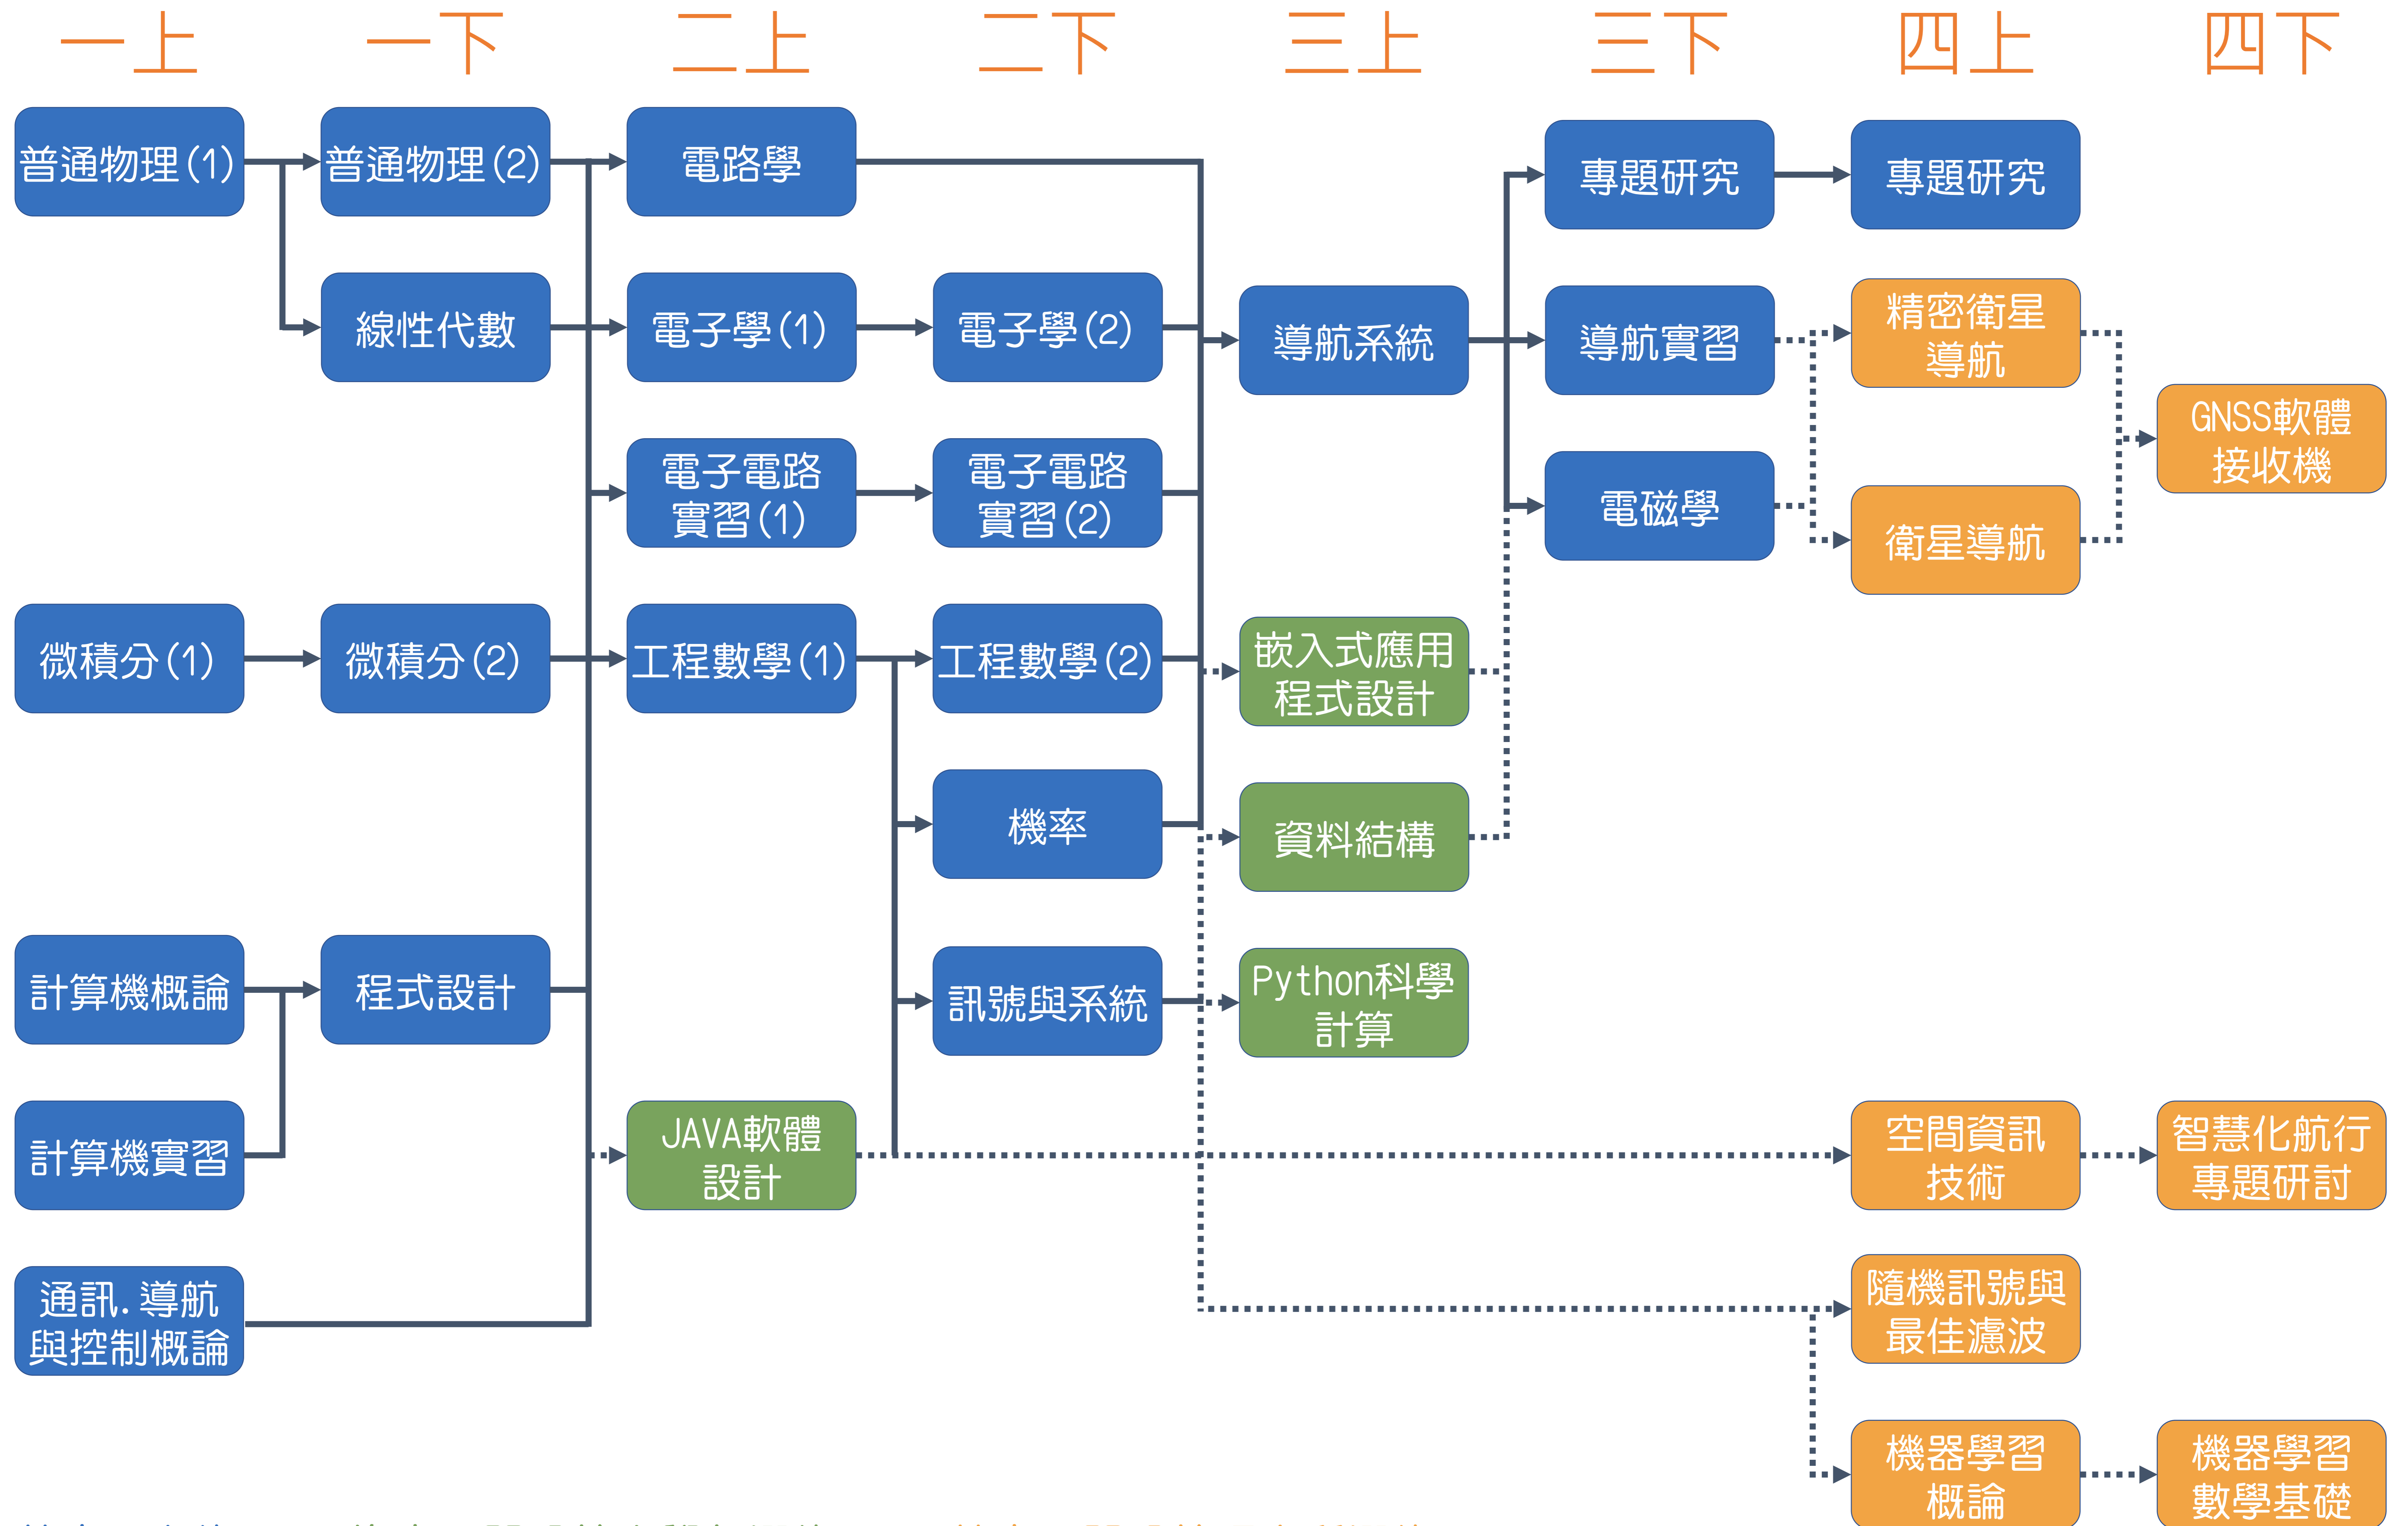 一上
一下
二上
二下
三上
三下
四上
四下
普通物理(1)
普通物理(2)
電路學
專題研究
專題研究
線性代數
電子學(1)
電子學(2)
導航系統
導航實習
精密衛星
導航
GNSS軟體
接收機
電子電路
實習(1)
電子電路
實習(2)
電磁學
衛星導航
微積分(1)
微積分(2)
工程數學(1)
工程數學(2)
嵌入式應用
程式設計
機率
資料結構
計算機概論
程式設計
訊號與系統
Python科學
計算
計算機實習
JAVA軟體
設計
空間資訊
技術
智慧化航行
專題研討
通訊.導航
與控制概論
隨機訊號與
最佳濾波
機器學習
概論
機器學習
數學基礎